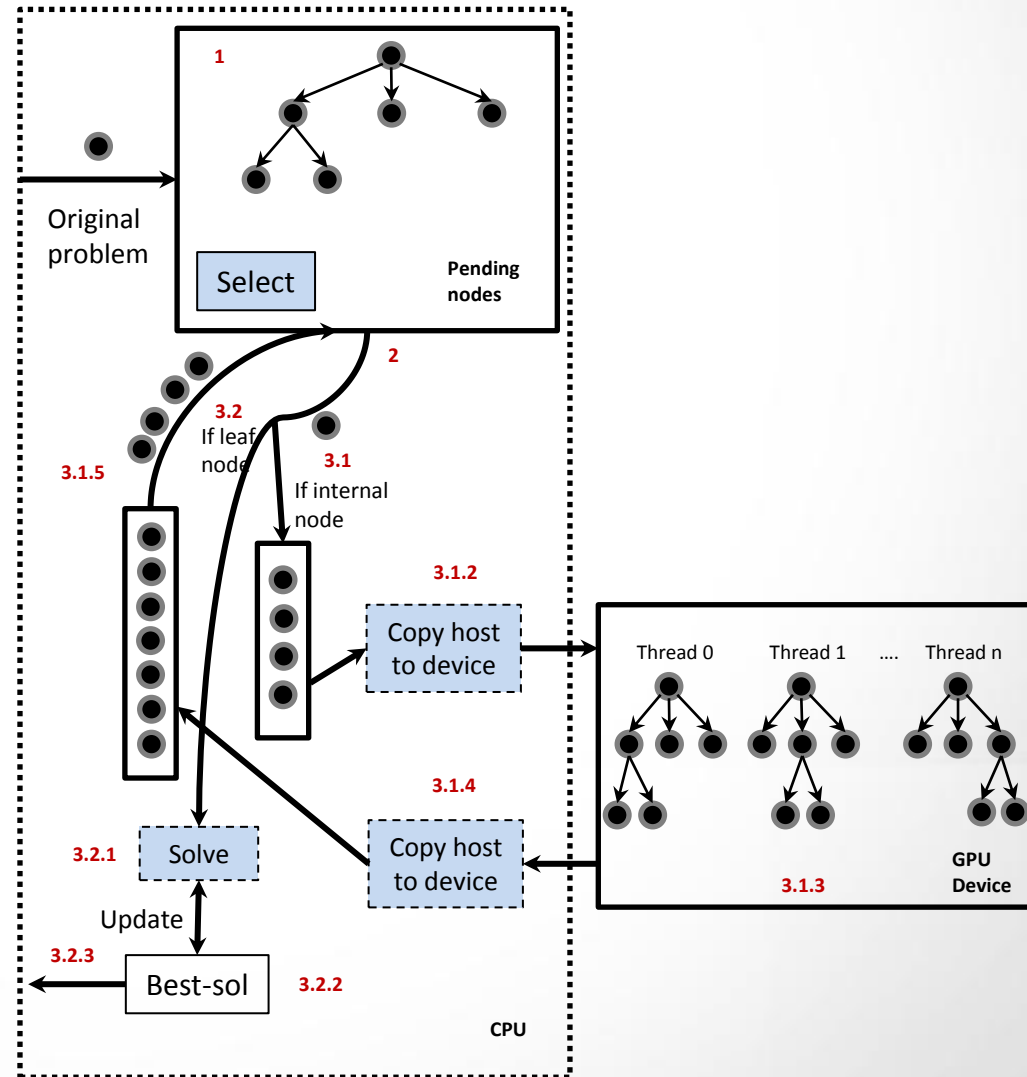 1
Original
problem
Select
Pending
nodes
2
3.2
If leaf
node
3.1
If internal
node
3.1.5
3.1.2
Copy host
to device
Thread 0
Thread 1
....
Thread n
3.1.4
Copy host
to device
GPU
Device
3.1.3
3.2.1
Solve
Update
3.2.3
Best-sol
3.2.2
CPU